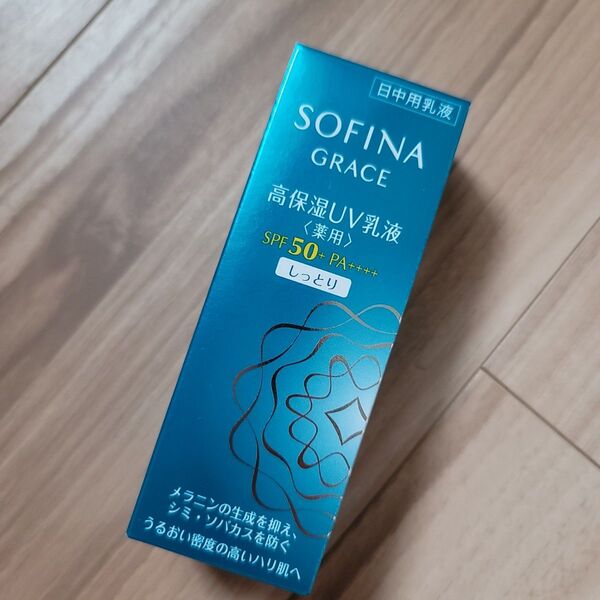 日中用乳液
SOFINA
GRACE
高保湿UV乳液
〈薬用〉
SPF50+ PA++++
しっとり
メラニンの生成を抑え、
シミ・ソバカスを防ぐ
うるおい密度の高いハリ肌へ